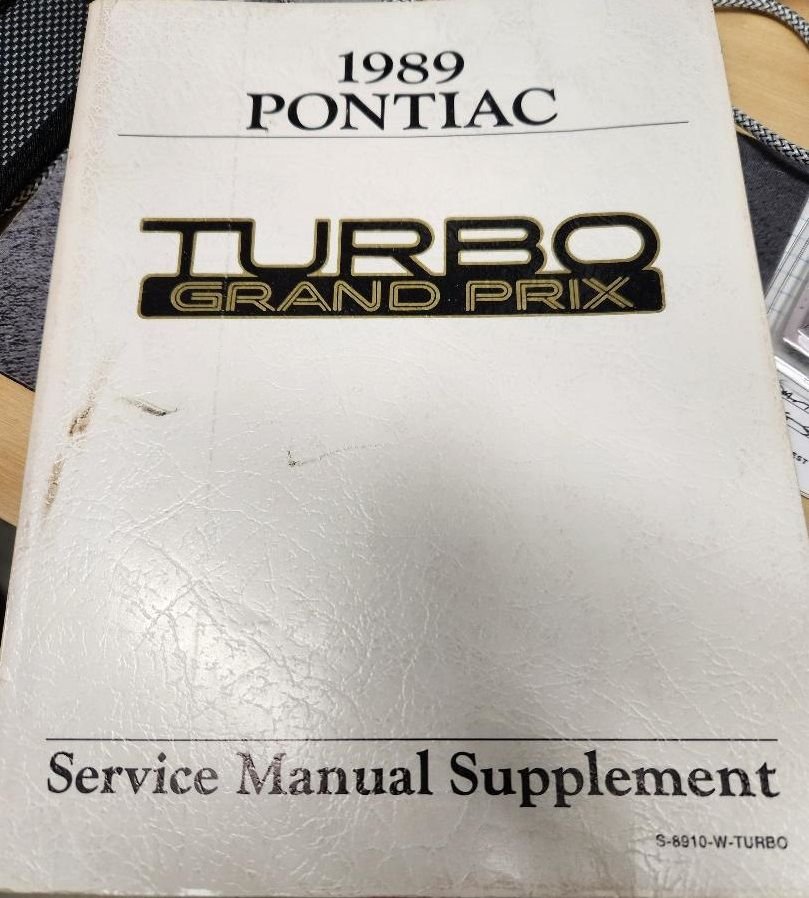 1989
PONTIAC
TURBO
GRAND PRIX
Service Manual Supplement
S-8910-W-TURBO